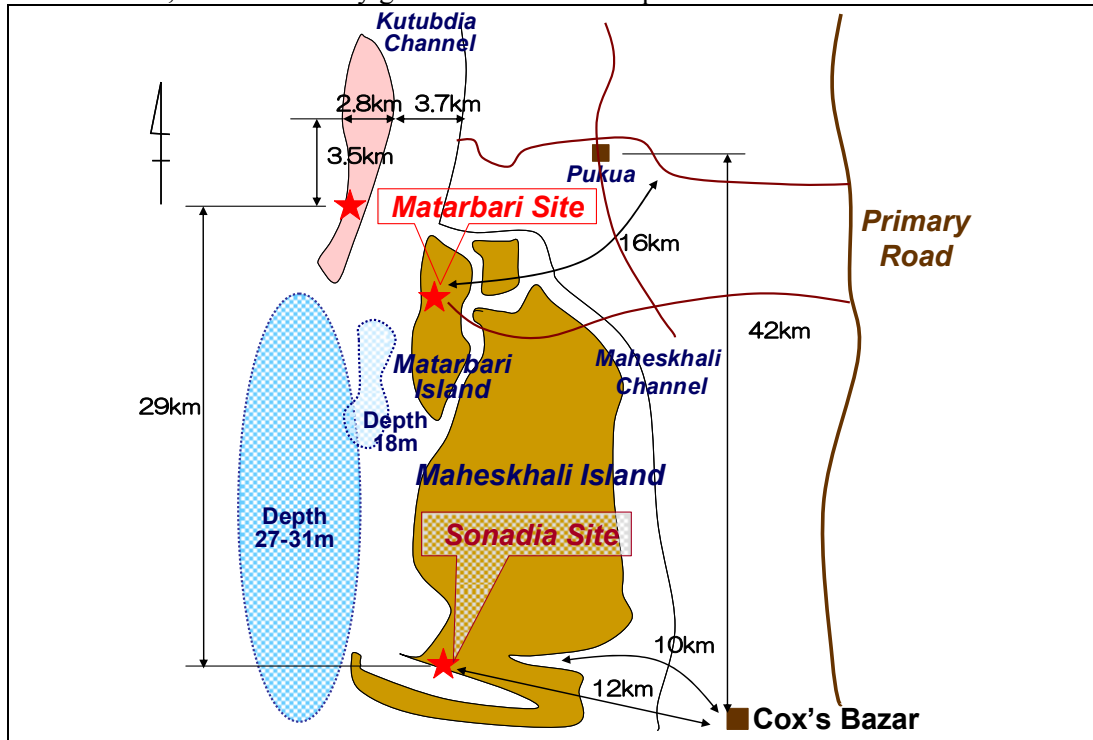 Kutubdia
Channel
2.8km
3.7km
3.5km
Pukua
Matarbari Site
16km
Primary
Road
42km
Matarbari
Island
Maheskhali
Channel
29km
Depth
18m
Maheskhali Island
Depth
27-31m
Sonadia Site
10km
12km
Cox's Bazar